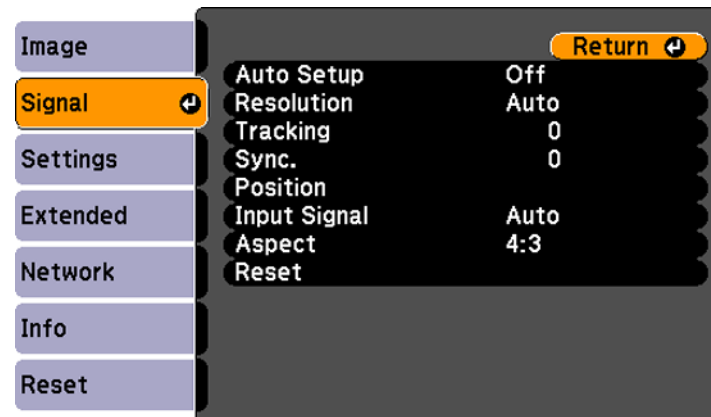 Image
Signal
Settings
Extended
Network
Info
Reset
Return
Auto Setup Off
Resolution Auto
Tracking 0
Sync. 0
Position
Input Signal Auto
Aspect 4:3
Reset